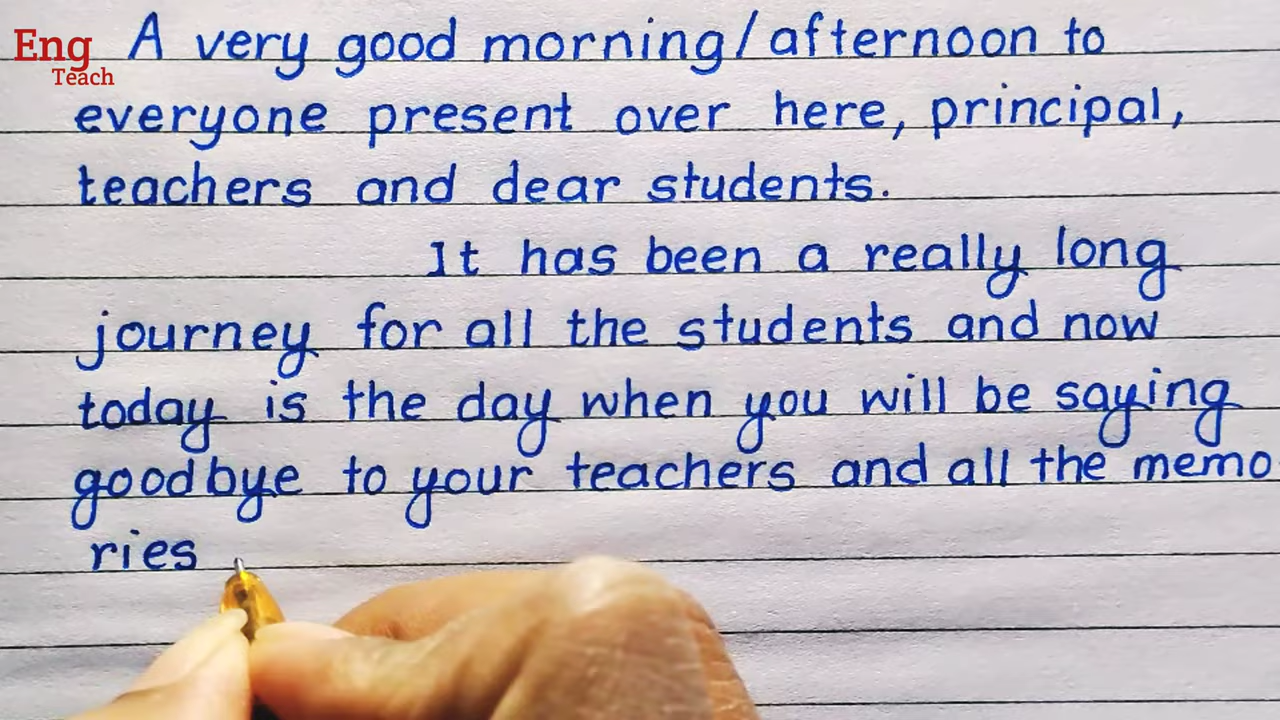 Eng
Teach
A very good morning/afternoon to
everyone present over here, principal,
teachers and dear students.
It has been a really long
journey for all the students and now
today is the day when you will be saying
goodbye to your teachers and all the memo
ries